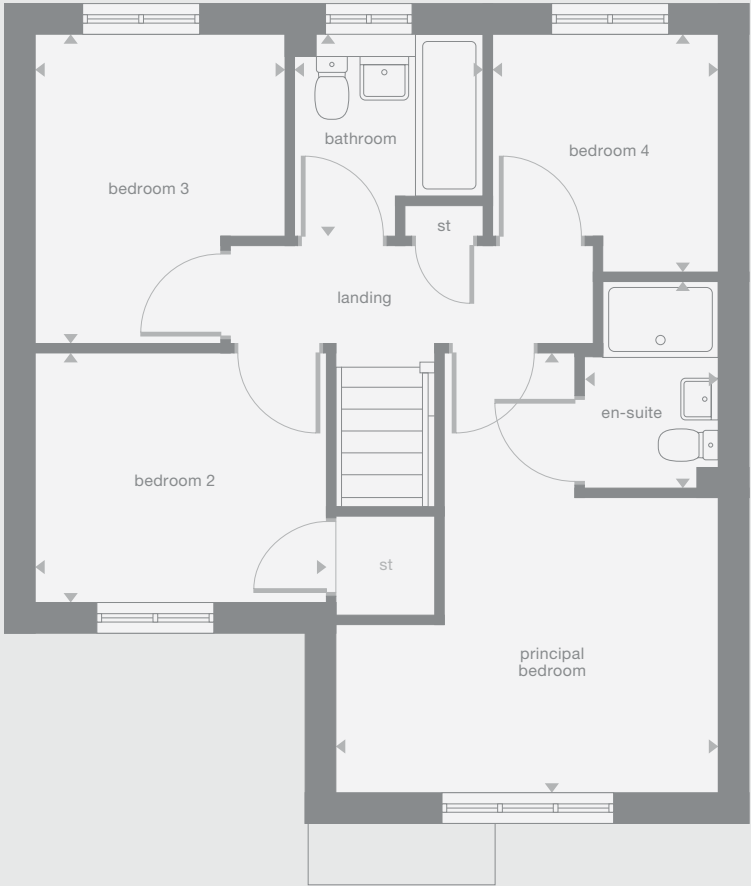 bathroom
bedroom 4
bedroom 3
st
landing
en-suite
bedroom 2
st
principal
bedroom